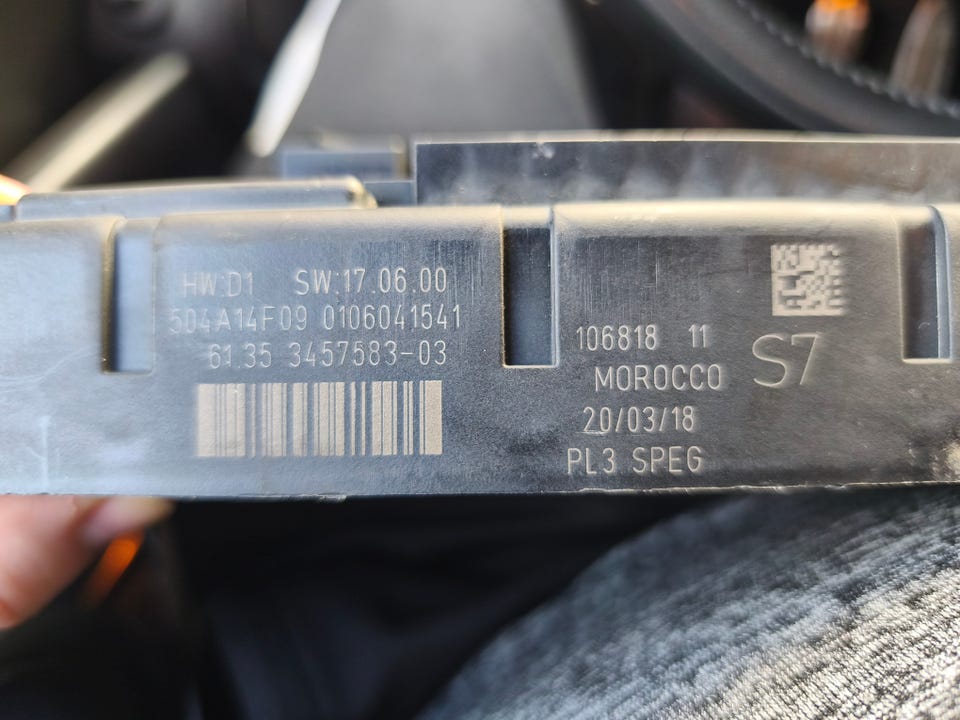 HW:D1 SW:17.06.00
504A14F09 0106041541
61.35 3457583-03
106818 11
MOROCCO
S7
20/03/18
PL3 SPEG